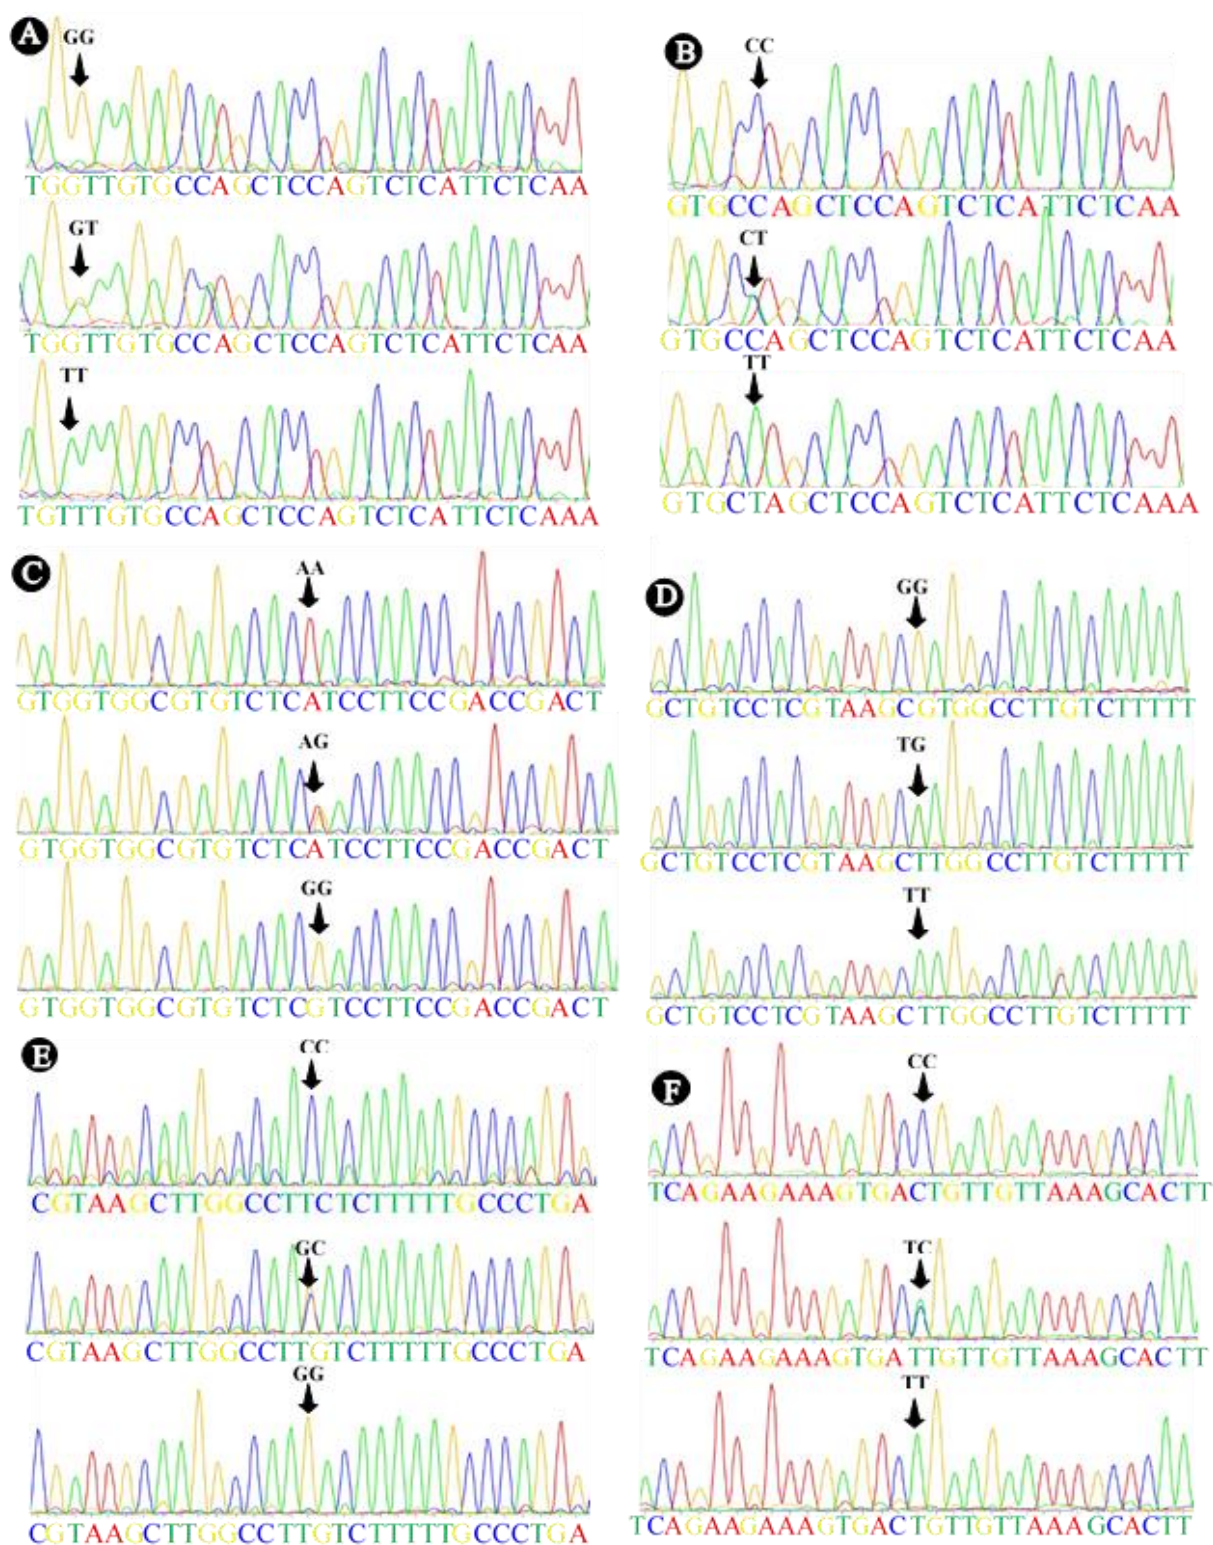 A
GG
TGGTTGTGCCAGCTCCAGTCTCATTCTCAA
GT
TGGTTGTGCCAGCTCCAGTCTCATTCTCAA
TT
TGTTTGTGCCAGCTCCAGTCTCATTCTCAAA
B
CC
GTGCCAGCTCCAGTCTCATTCTCAA
CT
GTGCCAGCTCCAGTCTCATTCTCAA
TT
GTGCTAGCTCCAGTCTCATTCTCAAA
C
AA
GTGGTGGCGTGTCTCATCCTTCCGACCGACT
AG
GTGGTGGCGTGTCTCATCCTTCCGACCGACT
GG
GTGGTGGCGTGTCTCGTCCTTCCGACCGACT
D
GG
GCTGTCCTCGTAAGCGTGGCCTTGTCTTTTT
TG
GCTGTCCTCGTAAGCTTGGCCTTGTCTTTTT
TT
GCTGTCCTCGTAAGCTTGGCCTTGTCTTTTT
E
CC
CGTAAGCTTGGCCTTCTCTTTTTGCCCTGA
GC
CGTAAGCTTGGCCTTGTCTTTTTGCCCTGA
GG
CGTAAGCTTGGCCTTGTCTTTTTGCCCTGA
F
CC
TCAGAAGAAAGTGACTGTTGTTAAAGCACTT
TC
TCAGAAGAAAGTGATTGTTGTTAAAGCACTT
TT
TCAGAAGAAAGTGACTGTTGTTAAAGCACTT